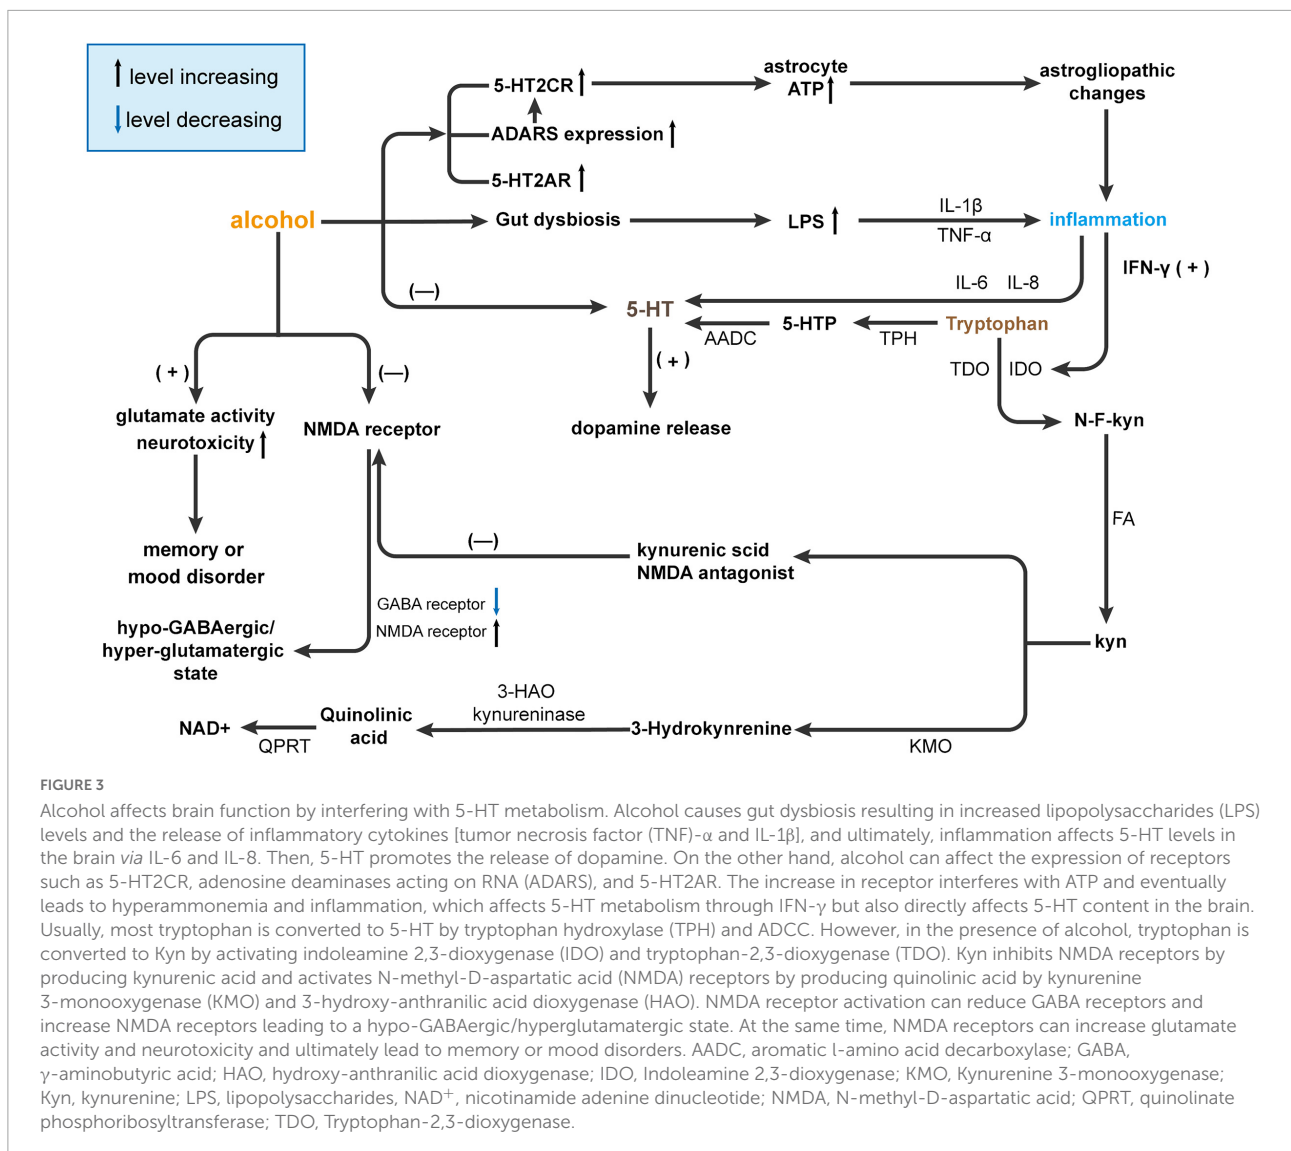 level increasing
level decreasing
5-HT2CR
astrocyte
ATP
astrogliopathic
changes
ADARS expression
5-HT2AR
alcohol
Gut dysbiosis
LPS
IL-1β
TNF-α
inflammation
IFN-γ ( + )
(—)
IL-6 IL-8
5-HT
AADC
5-HTP
TPH
Tryptophan
( + )
(—)
( + )
TDO IDO
glutamate activity
neurotoxicity
NMDA receptor
dopamine release
N-F-kyn
FA
memory or
mood disorder
(—)
kynurenic scid
NMDA antagonist
GABA receptor
NMDA receptor
hypo-GABAergic/
hyper-glutamatergic
state
kyn
NAD+
QPRT
Quinolinic
acid
3-HAO
kynureninase
3-Hydrokynrenine
KMO
FIGURE 3
Alcohol affects brain function by interfering with 5-HT metabolism. Alcohol causes gut dysbiosis resulting in increased lipopolysaccharides (LPS)
levels and the release of inflammatory cytokines [tumor necrosis factor (TNF)-α and IL-1β], and ultimately, inflammation affects 5-HT levels in
the brain via IL-6 and IL-8. Then, 5-HT promotes the release of dopamine. On the other hand, alcohol can affect the expression of receptors
such as 5-HT2CR, adenosine deaminases acting on RNA (ADARS), and 5-HT2AR. The increase in receptor interferes with ATP and eventually
leads to hyperammonemia and inflammation, which affects 5-HT metabolism through IFN-γ but also directly affects 5-HT content in the brain.
Usually, most tryptophan is converted to 5-HT by tryptophan hydroxylase (TPH) and ADCC. However, in the presence of alcohol, tryptophan is
converted to Kyn by activating indoleamine 2,3-dioxygenase (IDO) and tryptophan-2,3-dioxygenase (TDO). Kyn inhibits NMDA receptors by
producing kynurenic acid and activates N-methyl-D-aspartatic acid (NMDA) receptors by producing quinolinic acid by kynurenine
3-monooxygenase (KMO) and 3-hydroxy-anthranilic acid dioxygenase (HAO). NMDA receptor activation can reduce GABA receptors and
increase NMDA receptors leading to a hypo-GABAergic/hyperglutamatergic state. At the same time, NMDA receptors can increase glutamate
activity and neurotoxicity and ultimately lead to memory or mood disorders. AADC, aromatic l-amino acid decarboxylase; GABA,
γ-aminobutyric acid; HAO, hydroxy-anthranilic acid dioxygenase; IDO, Indoleamine 2,3-dioxygenase; KMO, Kynurenine 3-monooxygenase;
Kyn, kynurenine; LPS, lipopolysaccharides, NAD+, nicotinamide adenine dinucleotide; NMDA, N-methyl-D-aspartatic acid; QPRT, quinolinate
phosphoribosyltransferase; TDO, Tryptophan-2,3-dioxygenase.